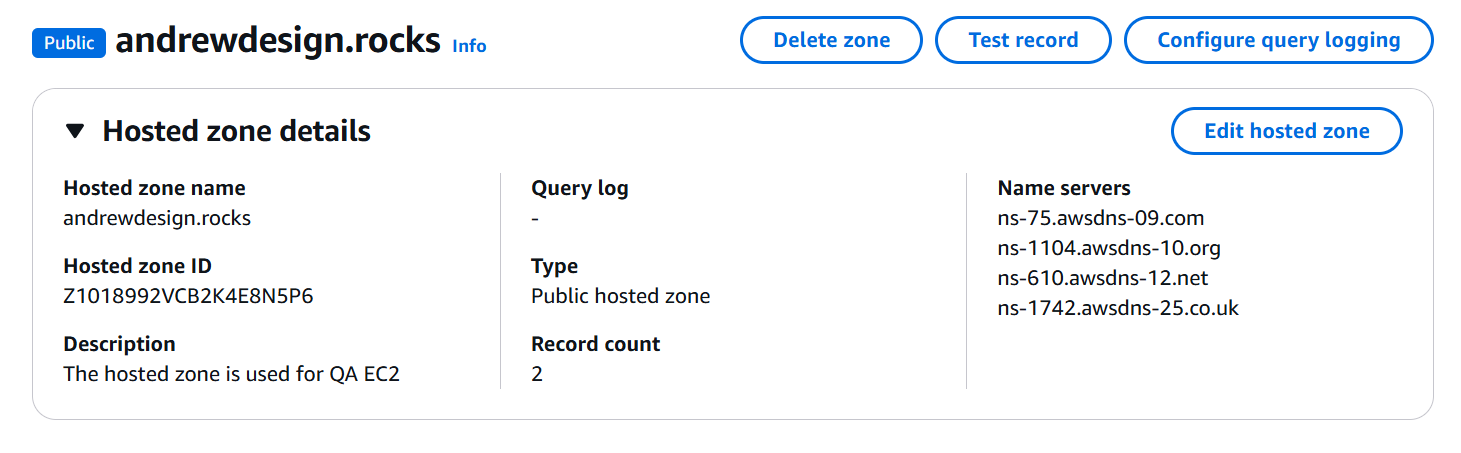 Public andrewdesign.rocks Info
Delete zone
Test record
Configure query logging
Hosted zone details
Edit hosted zone
Hosted zone name
andrewdesign.rocks
Hosted zone ID
Z1018992VCB2K4E8N5P6
Description
The hosted zone is used for QA EC2
Query log
-
Type
Public hosted zone
Record count
2
Name servers
ns-75.awsdns-09.com
ns-1104.awsdns-10.org
ns-610.awsdns-12.net
ns-1742.awsdns-25.co.uk